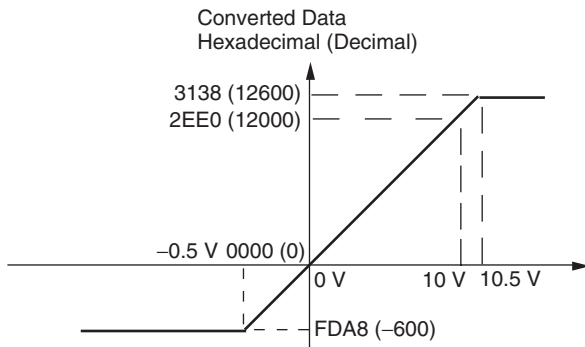 Converted Data
Hexadecimal (Decimal)
3138 (12600)
2EE0 (12000)
−0.5 V 0000 (0)
0 V
10 V
10.5 V
FDA8 (−600)